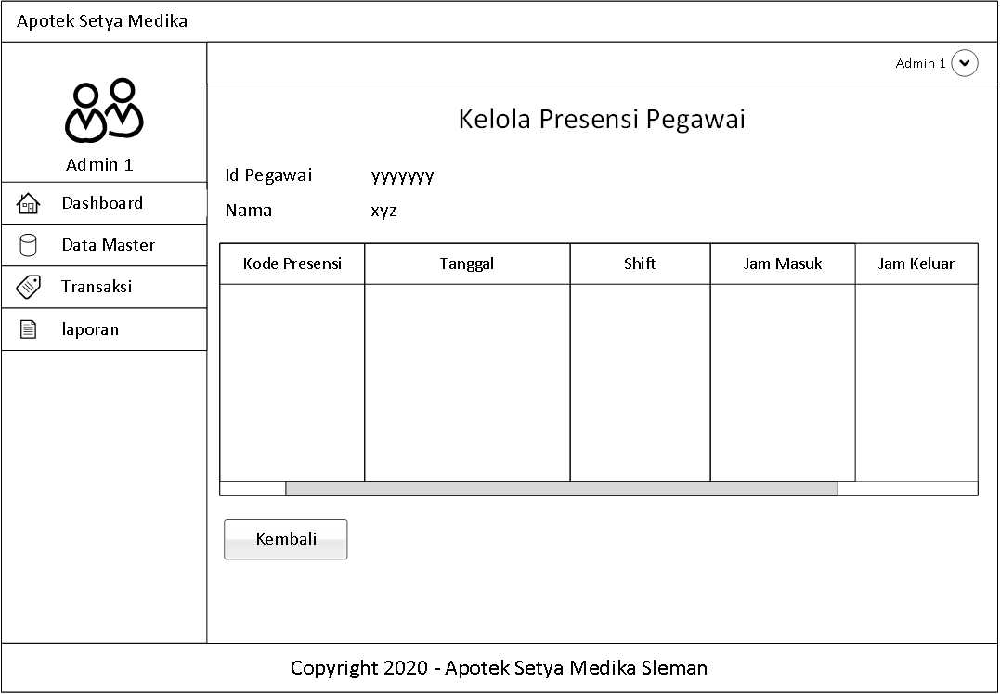 Apotek Setya Medika
Admin 1
Admin 1
Dashboard
Data Master
Transaksi
laporan
Kelola Presensi Pegawai
Id Pegawai yyyyyyy
Nama xyz
Kode Presensi Tanggal Shift Jam Masuk Jam Keluar
Kembali
Copyright 2020 - Apotek Setya Medika Sleman